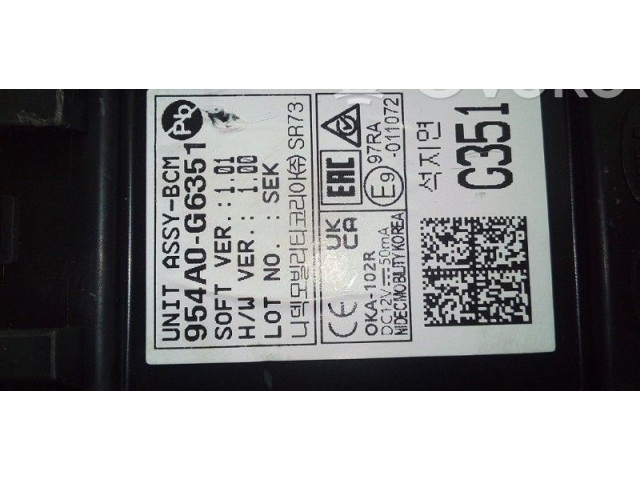 UNIT ASSY-BCM
954A0-G6351
Pb
SOFT VER.: 1.01
H/W VER.: 1.00
LOT NO.: SEK
니덱모빌리티코리아(주) SR73
CE UK CA EAC
E9 97RA -011072
OKA-102R
DC12V 50mA
NIDEC MOBILITY KOREA
석지연
G351